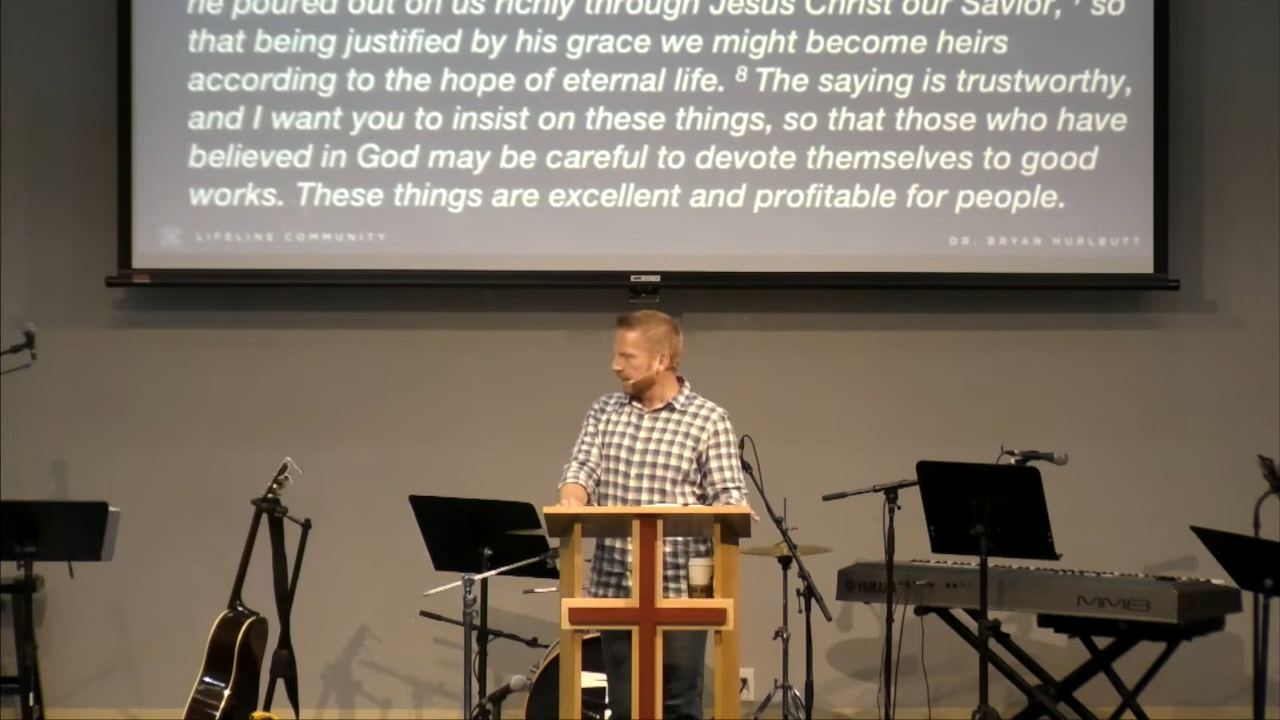 he poured out on us richly through Jesus Christ our Savior, 7 so
that being justified by his grace we might become heirs
according to the hope of eternal life. 8 The saying is trustworthy,
and I want you to insist on these things, so that those who have
believed in God may be careful to devote themselves to good
works. These things are excellent and profitable for people.
LIFELINE COMMUNITY
DR. BRYAN HURLBUTT
YAMAHA
MM8